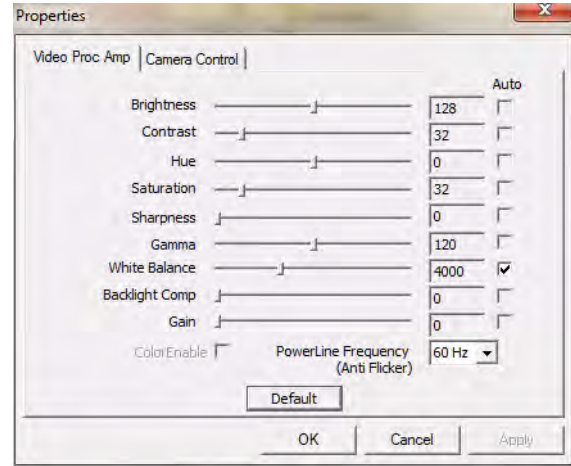 Properties
Video Proc Amp Camera Control
Auto
Brightness 128
Contrast 32
Hue 0
Saturation 32
Sharpness 0
Gamma 120
White Balance 4000
Backlight Comp 0
Gain 0
ColorEnable PowerLine Frequency 60 Hz
(Anti Flicker)
Default
OK Cancel Apply